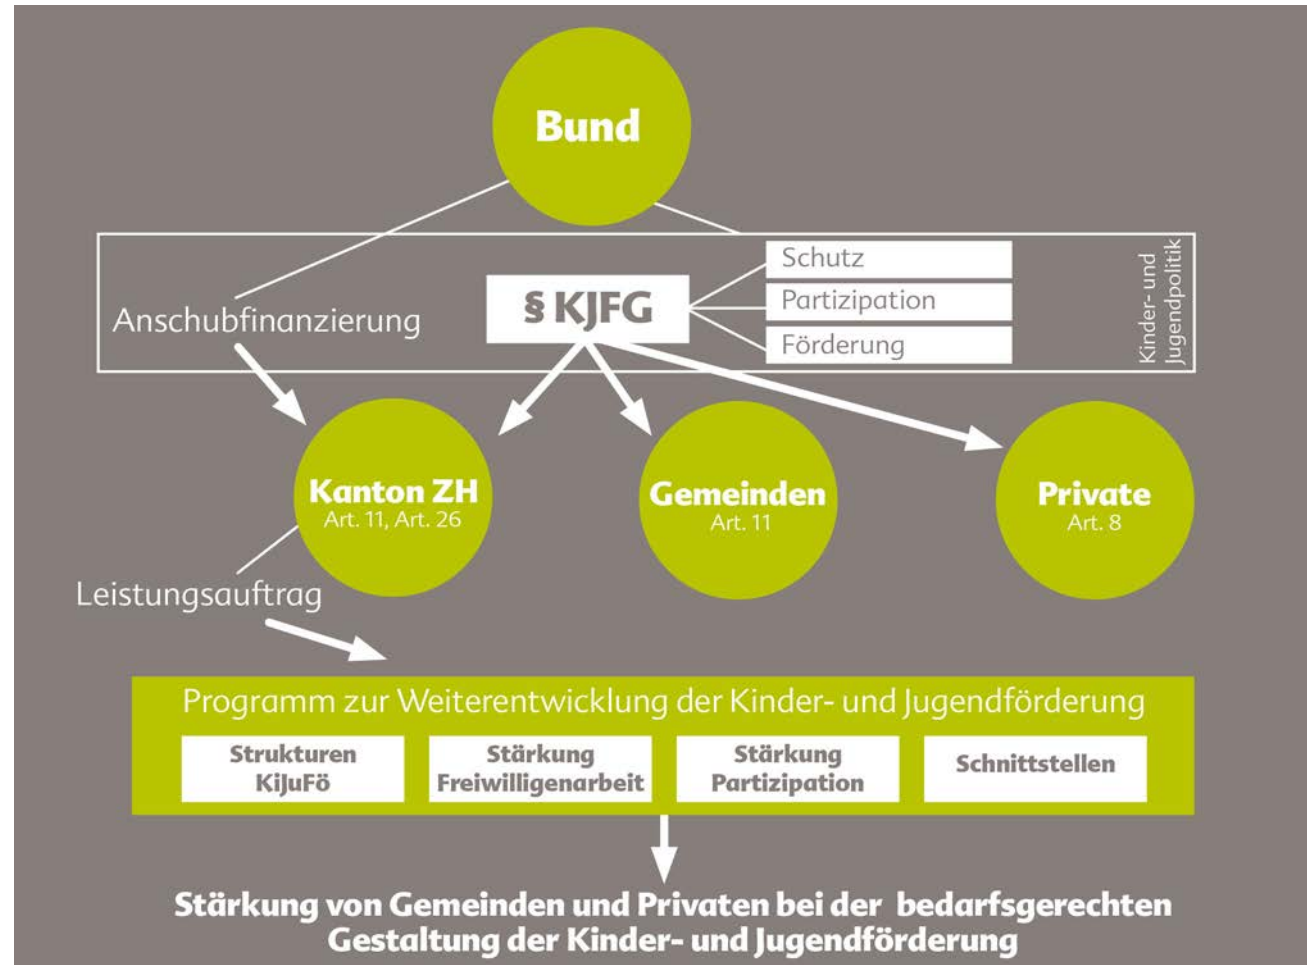 Bund
Anschubfinanzierung
§ KJFG
Schutz
Partizipation
Förderung
Kinder- und
Jugendpolitik
Kanton ZH
Art. 11, Art. 26
Gemeinden
Art. 11
Private
Art. 8
Leistungsauftrag
Programm zur Weiterentwicklung der Kinder- und Jugendförderung
Strukturen
KiJuFö
Stärkung
Freiwilligenarbeit
Stärkung
Partizipation
Schnittstellen
Stärkung von Gemeinden und Privaten bei der bedarfsgerechten
Gestaltung der Kinder- und Jugendförderung